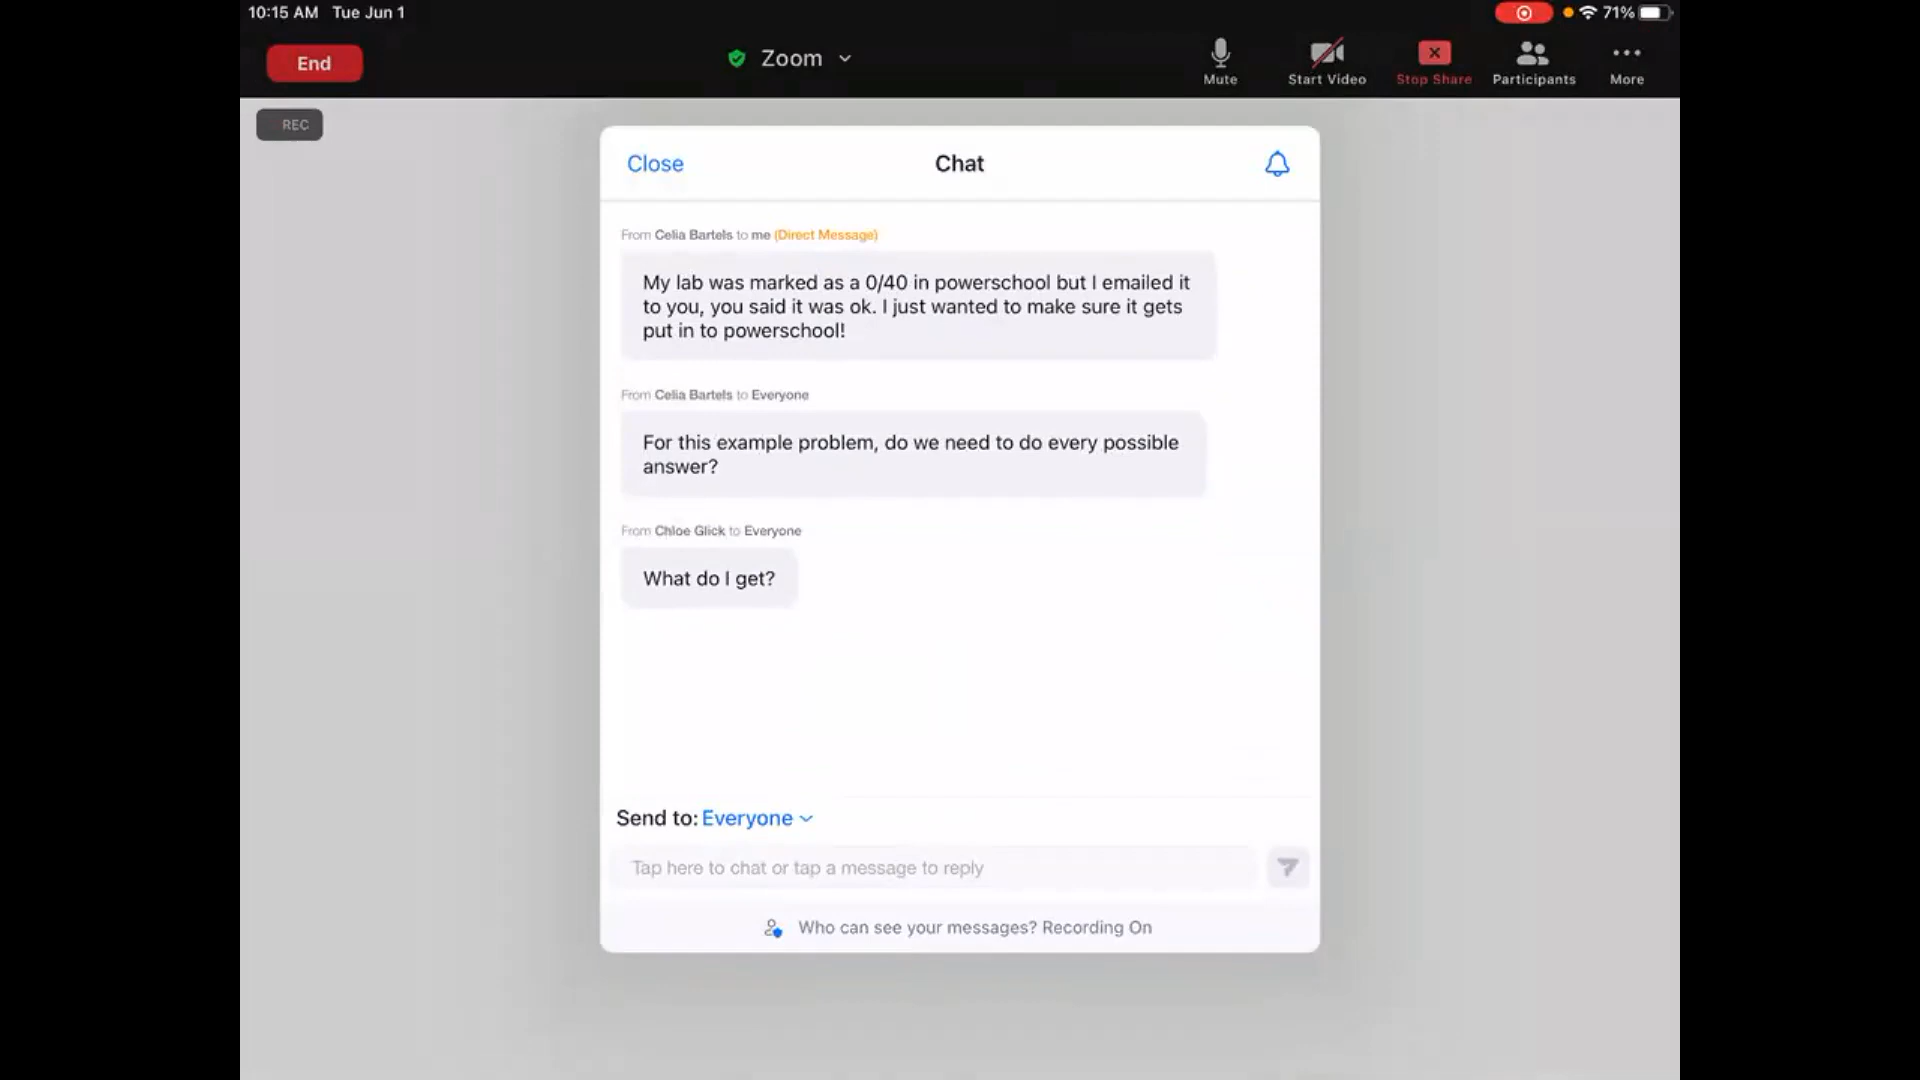 10:15 AM Tue Jun 1
71%
End
Zoom
Mute
Start Video
Stop Share
Participants
More
REC
Close
Chat
From Celia Bartels to me (Direct Message)
My lab was marked as a 0/40 in powerschool but I emailed it
to you, you said it was ok. I just wanted to make sure it gets
put in to powerschool!
From Celia Bartels to Everyone
For this example problem, do we need to do every possible
answer?
From Chloe Glick to Everyone
What do I get?
Send to: Everyone
Tap here to chat or tap a message to reply
Who can see your messages? Recording On